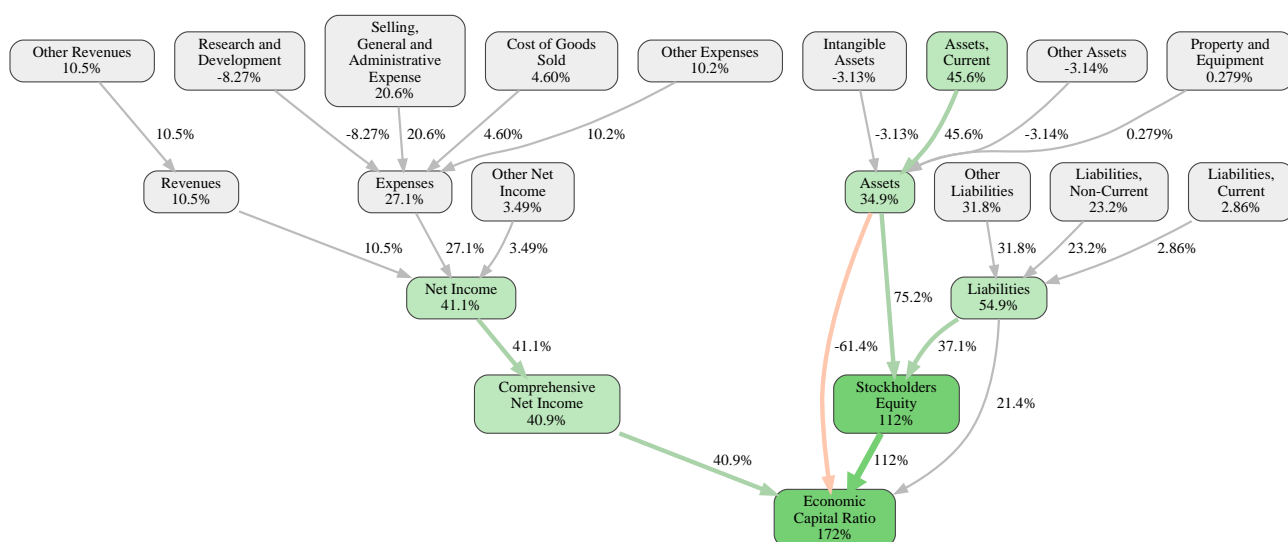 Other Revenues
10.5%
Research and
Development
-8.27%
Selling,
General and
Administrative
Expense
20.6%
Cost of Goods
Sold
4.60%
Other Expenses
10.2%
Intangible
Assets
-3.13%
Assets,
Current
45.6%
Other Assets
-3.14%
Property and
Equipment
0.279%
10.5%
-8.27%
20.6%
4.60%
10.2%
-3.13%
45.6%
-3.14%
0.279%
Revenues
10.5%
Expenses
27.1%
Other Net
Income
3.49%
Assets
34.9%
Other
Liabilities
31.8%
Liabilities,
Non-Current
23.2%
Liabilities,
Current
2.86%
10.5%
27.1%
3.49%
31.8%
23.2%
2.86%
Net Income
41.1%
75.2%
Liabilities
54.9%
41.1%
-61.4%
37.1%
Comprehensive
Net Income
40.9%
Stockholders
Equity
112%
21.4%
40.9%
112%
Economic
Capital Ratio
172%